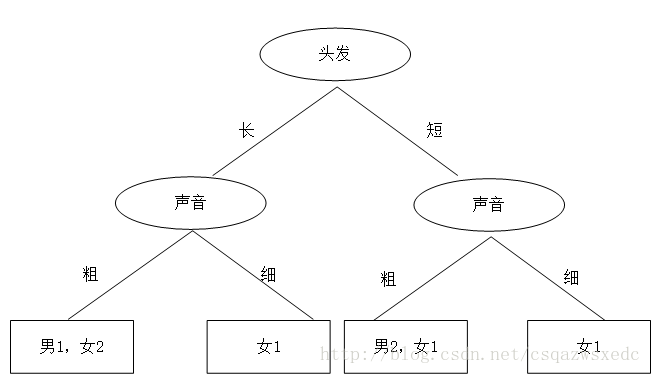 头发
长
短
声音
声音
粗
细
粗
细
男1，女2
女1
男2，女1
女1
http://blog.csdn.net/csqazwsxedc